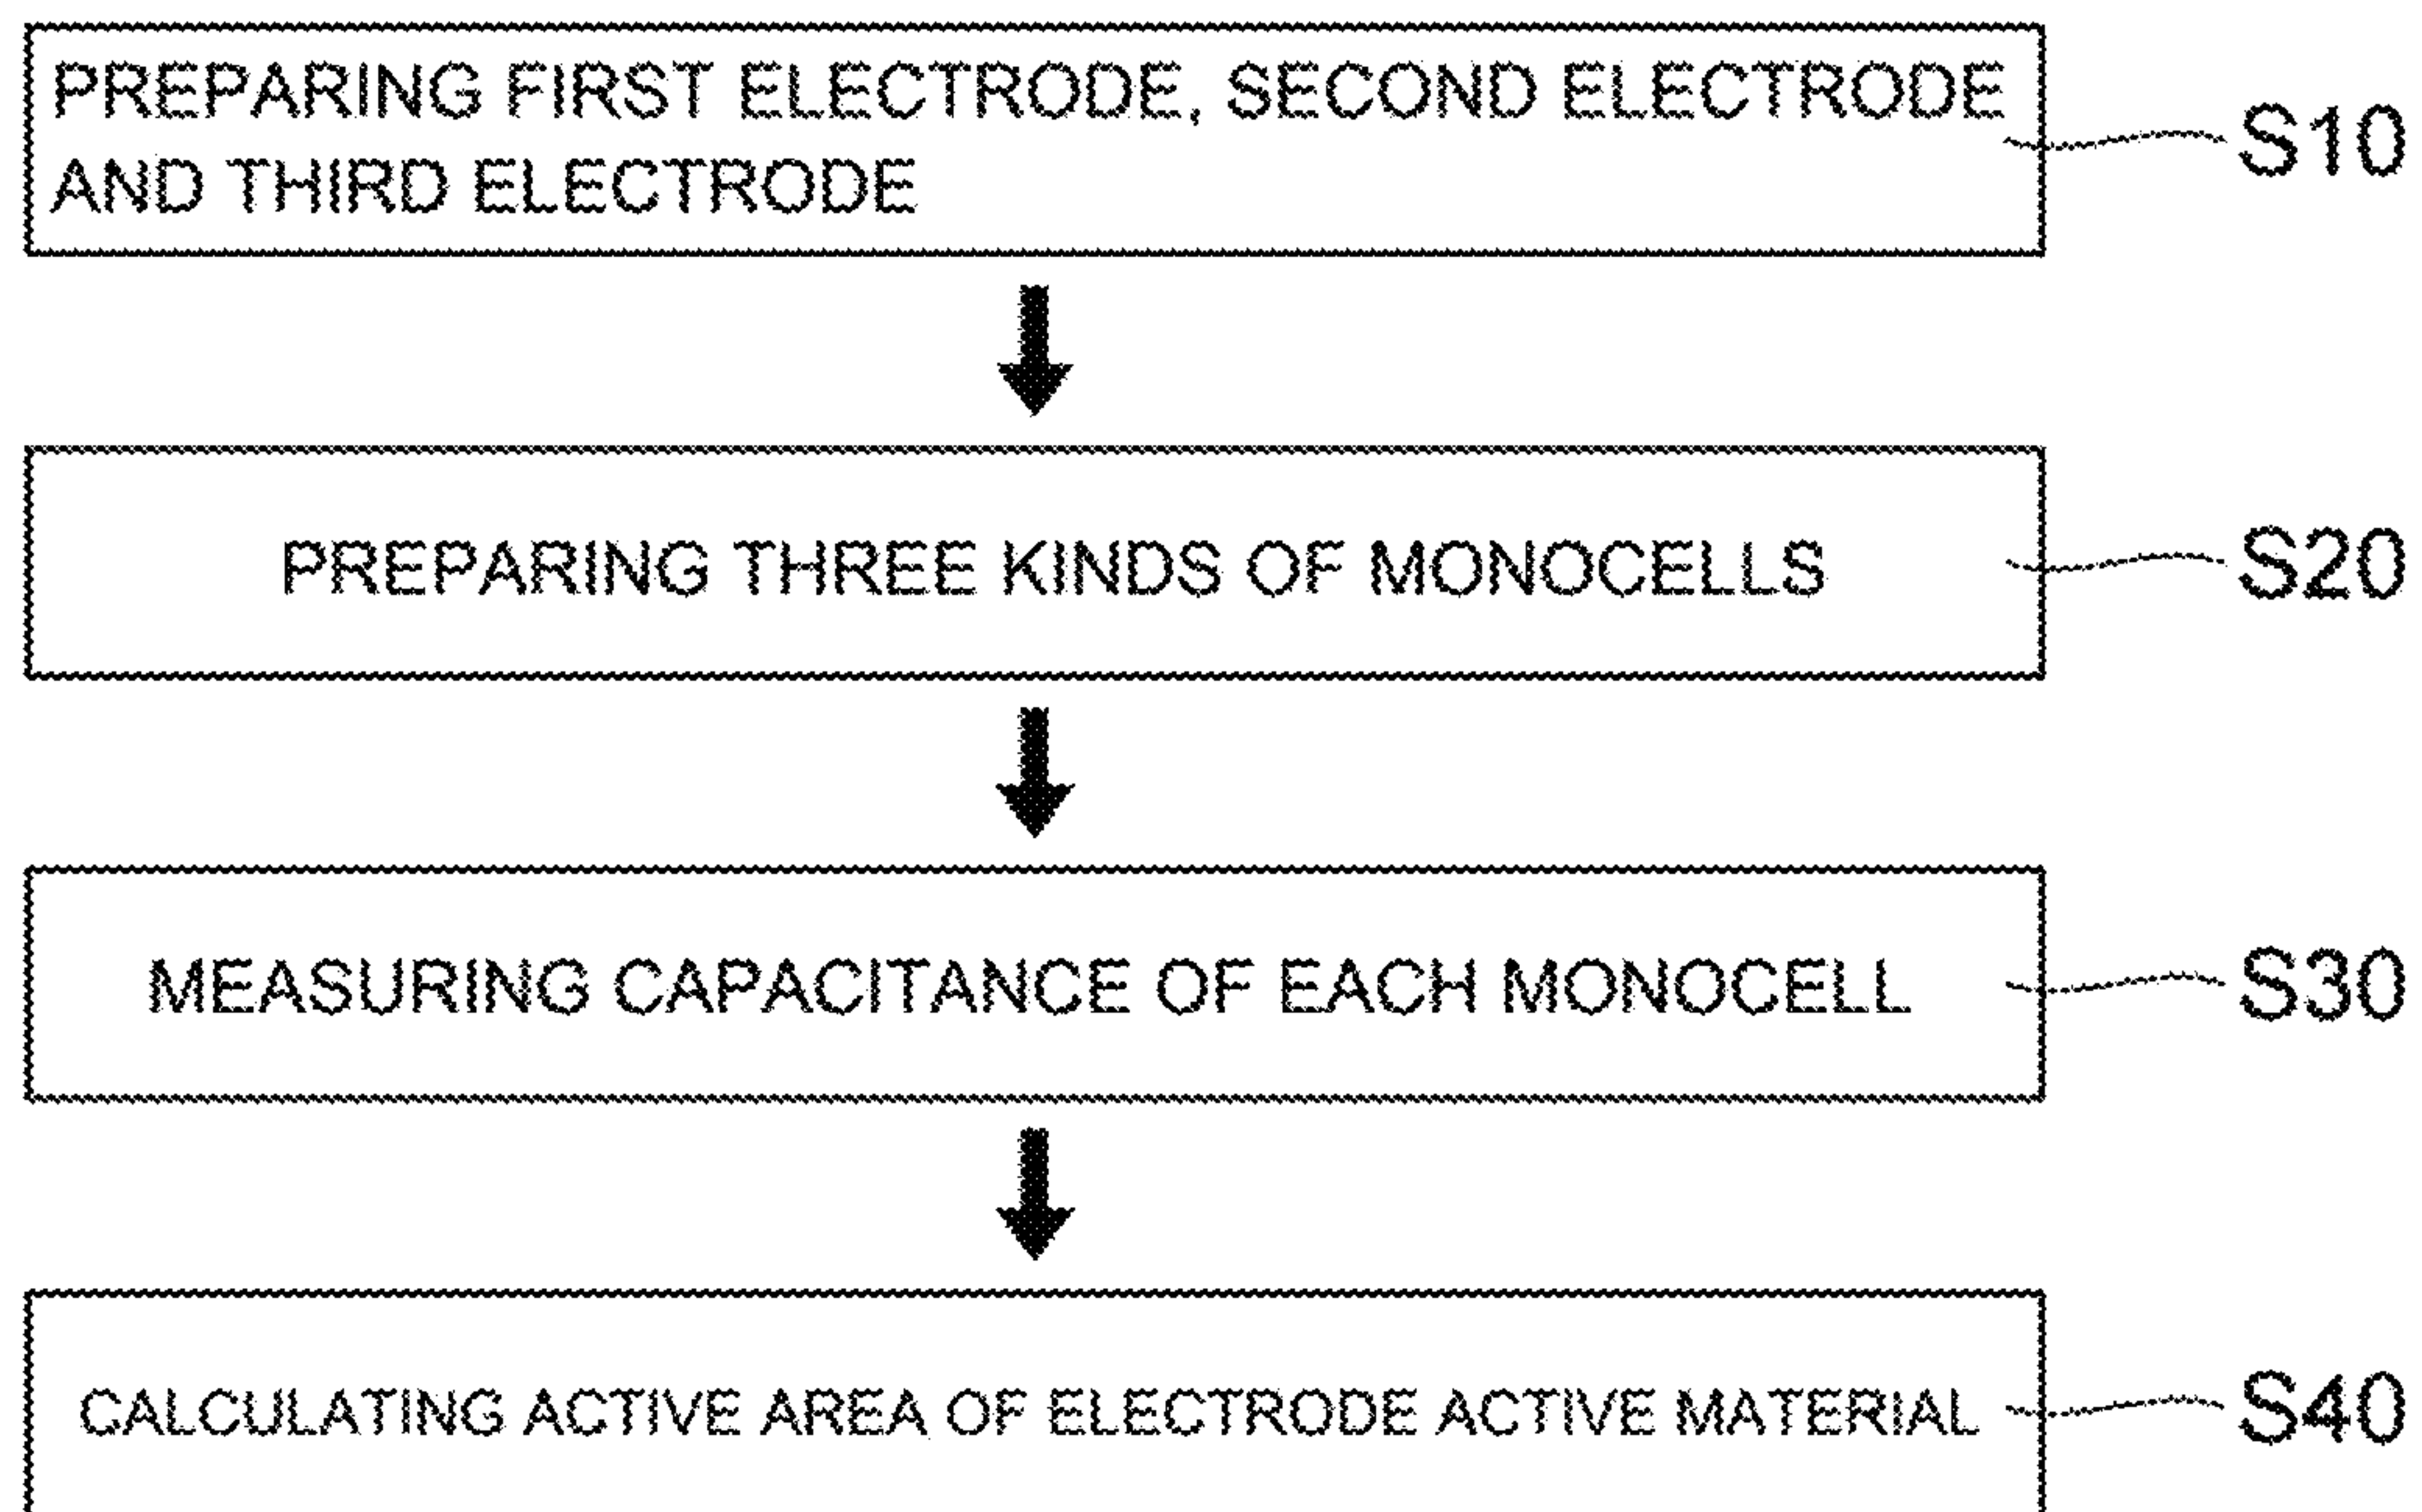 PREPARING FIRST ELECTRODE, SECOND ELECTRODE
AND THIRD ELECTRODE
S10
PREPARING THREE KINDS OF MONOCELLS
S20
MEASURING CAPACITANCE OF EACH MONOCELL
S30
CALCULATING ACTIVE AREA OF ELECTRODE ACTIVE MATERIAL
S40